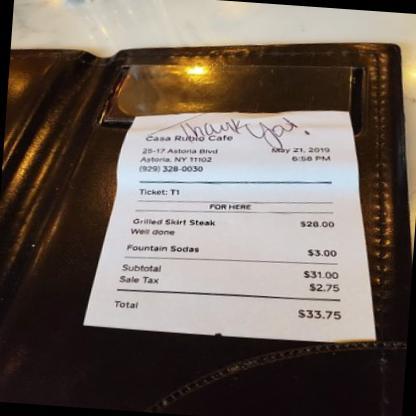 Thank you!
Casa Rubio Cafe
25-17 Astoria Blvd
Astoria, NY 11102
(929) 328-0030
May 21, 2019
6:58 PM
Ticket: T1
FOR HERE
Grilled Skirt Steak $28.00
Well done
Fountain Sodas $3.00
Subtotal $31.00
Sale Tax $2.75
Total $33.75